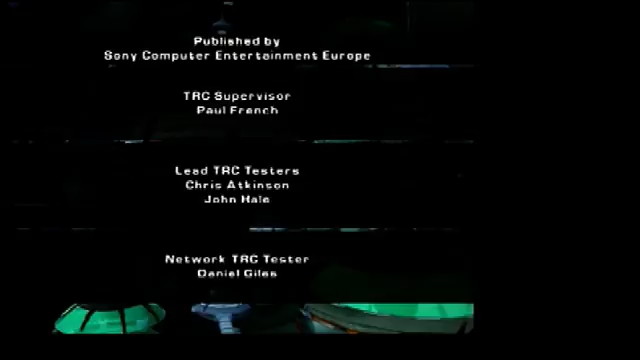 Published by
Sony Computer Entertainment Europe
TRC Supervisor
Paul French
Lead TRC Testers
Chris Atkinson
John Hale
Network TRC Tester
Daniel Giles